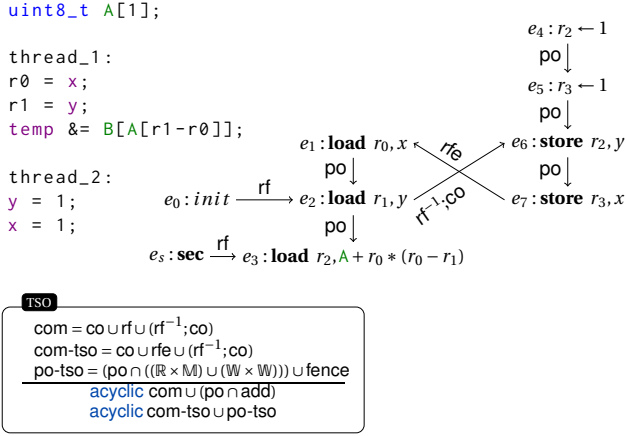 uint8_t A[1];
thread_1:
r0 = x;
r1 = y;
temp &= B[A[r1-r0]];
thread_2:
y = 1;
x = 1;
e₄ : r₂ ← 1
po
e₅ : r₃ ← 1
po
e₁ : load r₀, x
rfe
e₆ : store r₂, y
po
po
e₀ : init
rf
e₂ : load r₁, y
rf⁻¹;co
e₇ : store r₃, x
po
eₛ : sec
rf
e₃ : load r₂, A + r₀ * (r₀ − r₁)
TSO
com = co ∪ rf ∪ (rf⁻¹; co)
com-tso = co ∪ rfe ∪ (rf⁻¹; co)
po-tso = (po ∩ ((ℝ × 𝕄) ∪ (𝕎 × 𝕎))) ∪ fence
acyclic com ∪ (po ∩ add)
acyclic com-tso ∪ po-tso